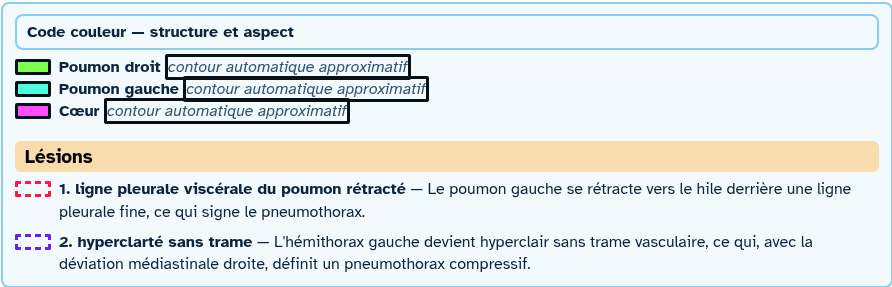 Code couleur — structure et aspect
Poumon droit contour automatique approximatif
Poumon gauche contour automatique approximatif
Cœur contour automatique approximatif
Lésions
1. ligne pleurale viscérale du poumon rétracté — Le poumon gauche se rétracte vers le hile derrière une ligne
pleurale fine, ce qui signe le pneumothorax.
2. hyperclarté sans trame — L'hémithorax gauche devient hyperclair sans trame vasculaire, ce qui, avec la
déviation médiastinale droite, définit un pneumothorax compressif.